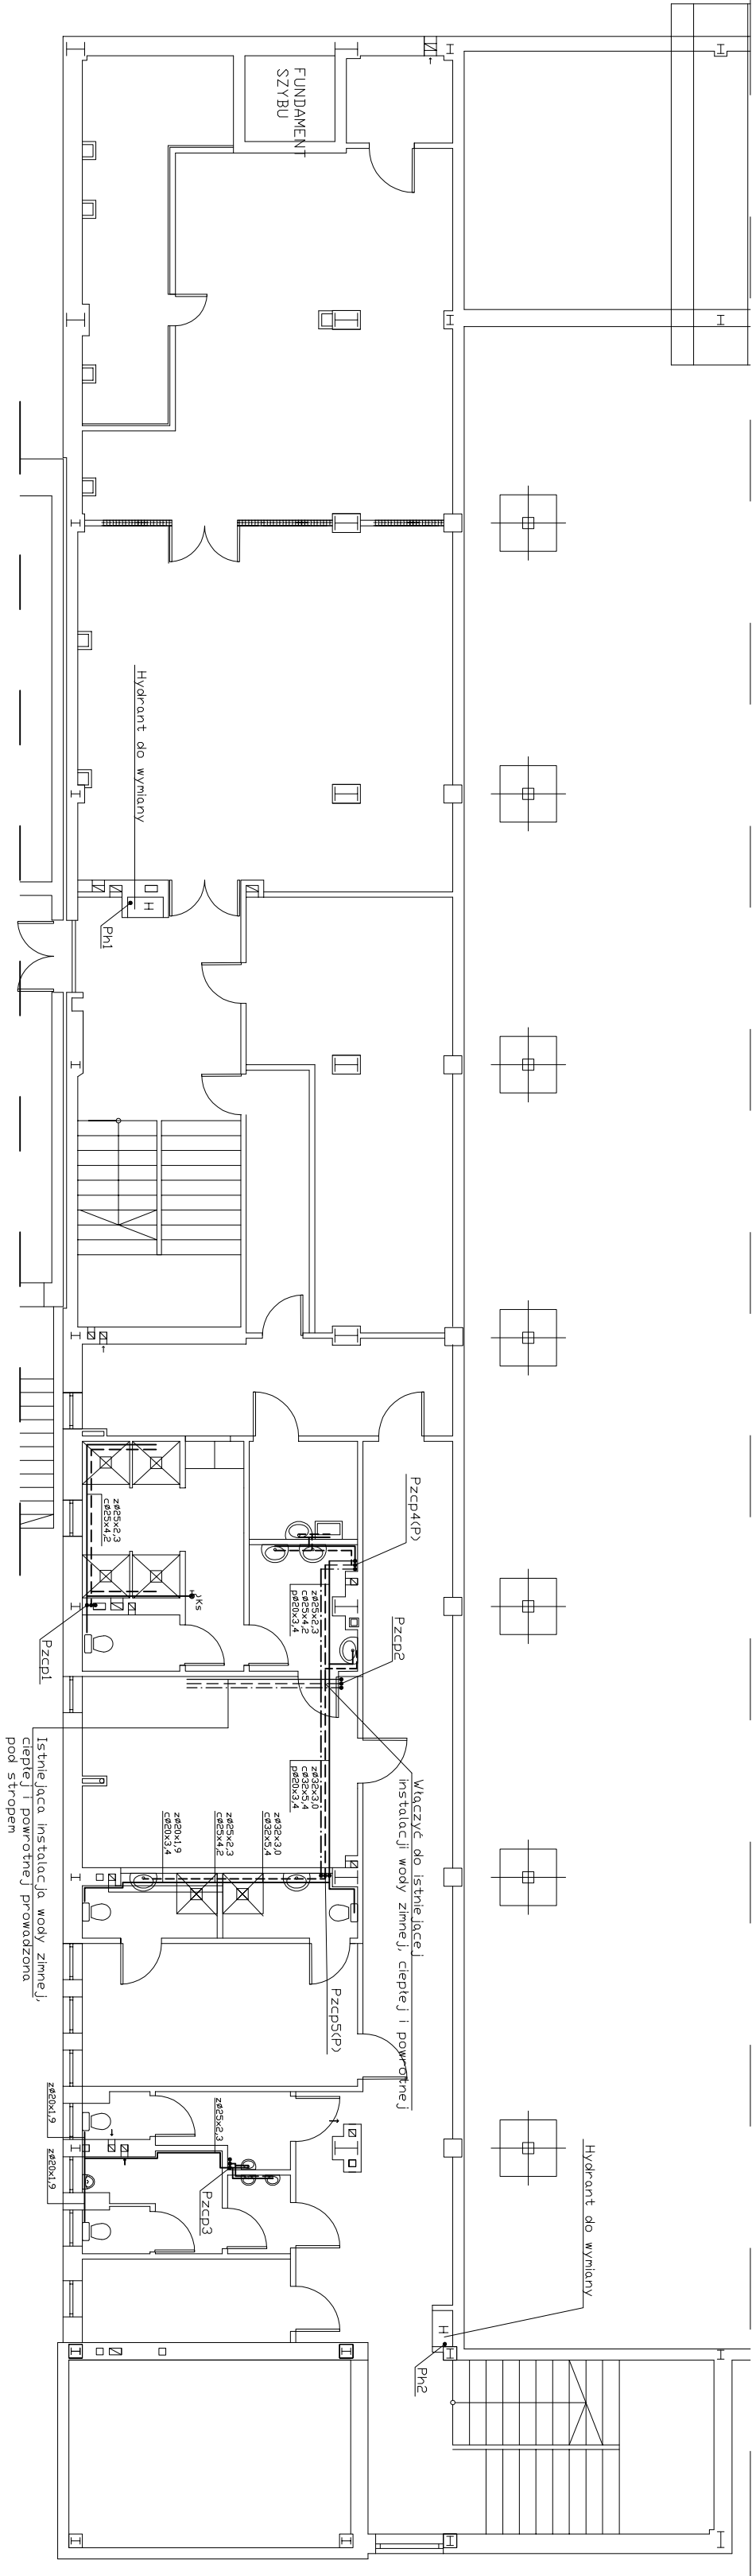 FUNDAMENT
SZYBU
Hydrant do wymiany
H
Ph1
zø25x2,3
cø25x4,2
Ks
Pzcp1
Pzcp4(P)
zø25x2,3
cø25x4,2
pø20x3,4
Pzcp2
Włączyć do istniejącej
instalacji wody zimnej, ciepłej i powrotnej
zø32x3,0
cø32x5,4
pø20x3,4
zø32x3,0
cø32x5,4
zø25x2,3
cø25x4,2
zø20x1,9
cø20x3,4
Istniejąca instalacja wody zimnej,
ciepłej i powrotnej prowadzona
pod stropem
Pzcp5(P)
zø25x2,3
zø20x1,9
zø20x1,9
Pzcp3
Hydrant do wymiany
H
Ph2